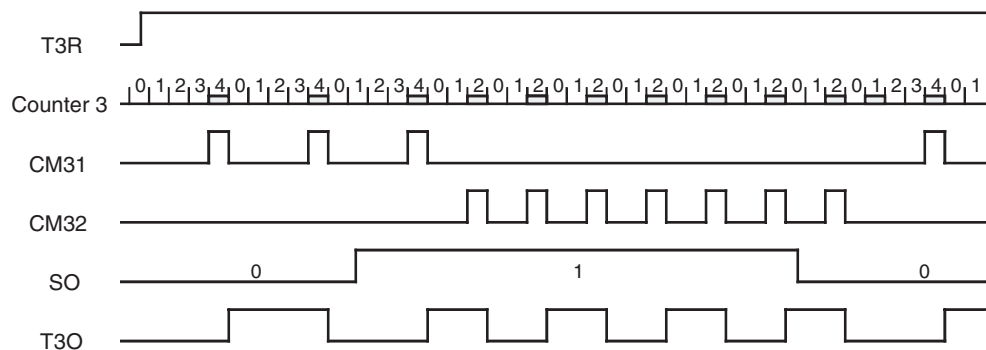 T3R
Counter 3 0 1 2 3 4 0 1 2 3 4 0 1 2 3 4 0 1 2 0 1 2 0 1 2 0 1 2 0 1 2 0 1 2 0 1 2 0 1 2 3 4 0 1
CM31
CM32
SO 0 1 0
T3O